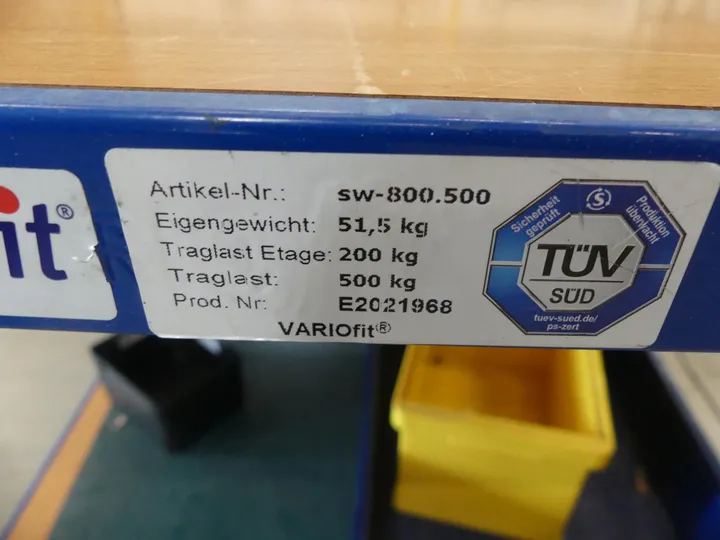 it®
Artikel-Nr.: sw-800.500
Eigengewicht: 51,5 kg
Traglast Etage: 200 kg
Traglast: 500 kg
Prod. Nr: E2021968
VARIOfit®
Sicherheit
geprüft
Produktion
überwacht
TÜV
SÜD
tuev-sued.de/
ps-zert